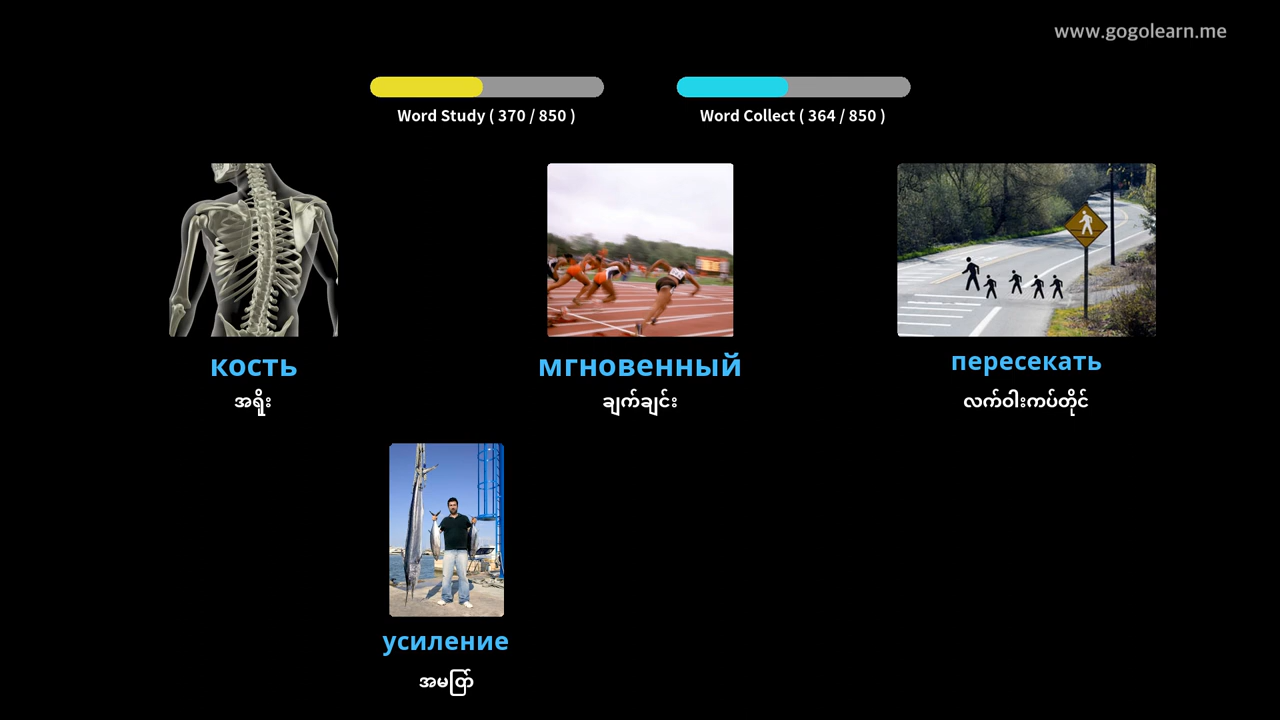 www.gogolearn.me
Word Study ( 370 / 850 )
Word Collect ( 364 / 850 )
кость
мгновенный
пересекать
အရိုး
ချက်ချင်း
လက်ဝါးကပ်တိုင်
усиление
အမြတ်